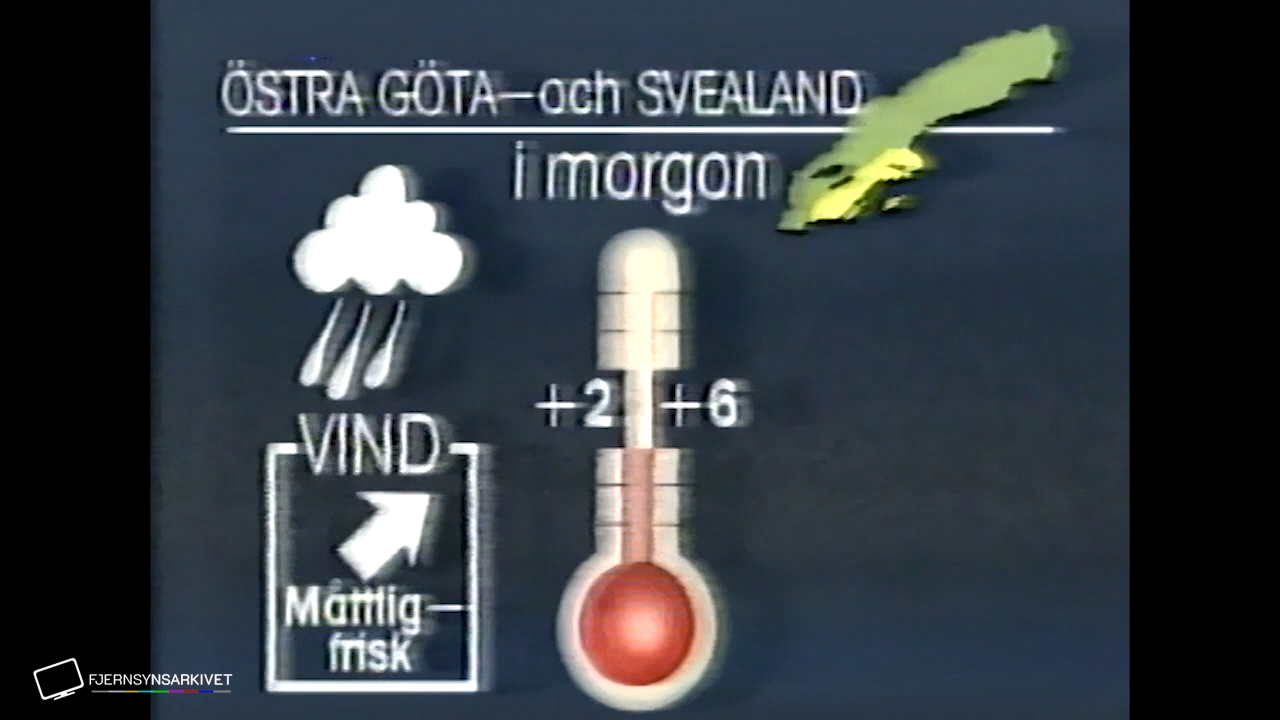 ÖSTRA GÖTA–och SVEALAND
i morgon
+2 +6
VIND
Måttlig–
frisk
FJERNSYNSARKIVET